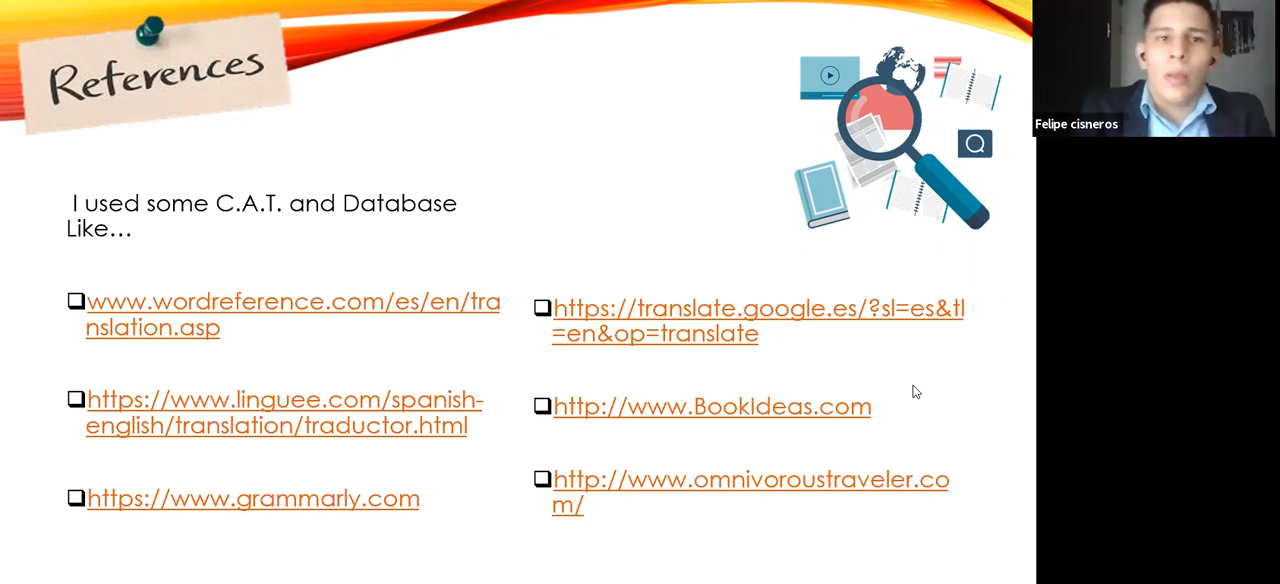 References
I used some C.A.T. and Database
Like…
www.wordreference.com/es/en/tra
nslation.asp
https://www.linguee.com/spanish-
english/translation/traductor.html
https://www.grammarly.com
https://translate.google.es/?sl=es&tl
=en&op=translate
http://www.BookIdeas.com
http://www.omnivoroustraveler.co
m/
Felipe cisneros